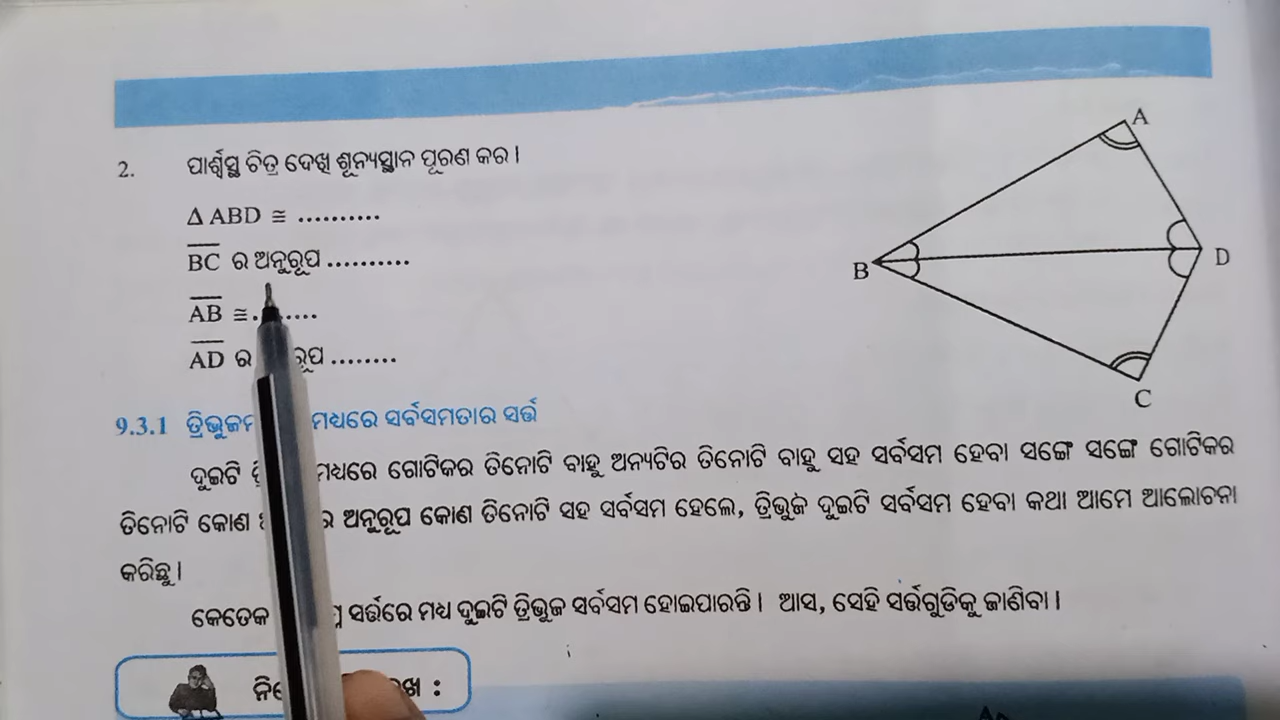 2. ପାର୍ଶ୍ୱସ୍ଥ ଚିତ୍ର ଦେଖି ଶୂନ୍ୟସ୍ଥାନ ପୂରଣ କର।
Δ ABD ≅ ..........
BC ର ଅନୁରୂପ ..........
AB ≅ ........
AD ର ........
A
B
D
C
9.3.1 ମଧ୍ୟରେ ସର୍ବସମତାର ସର୍ତ୍ତ
ଦୁଇଟି ମଧ୍ୟରେ ଗୋଟିକର ତିନୋଟି ବାହୁ ଅନ୍ୟଟିର ତିନୋଟି ବାହୁ ସହ ସର୍ବସମ ହେବା ସଙ୍ଗେ ସଙ୍ଗେ ଗୋଟିକର
ତିନୋଟି କୋଣ ଅନୁରୂପ କୋଣ ତିନୋଟି ସହ ସର୍ବସମ ହେଲେ, ତ୍ରିଭୁଜ ଦୁଇଟି ସର୍ବସମ ହେବା କଥା ଆମେ ଆଲୋଚନା
କରିଛୁ।
କେତେକ ସର୍ତ୍ତରେ ମଧ୍ୟ ଦୁଇଟି ତ୍ରିଭୁଜ ସର୍ବସମ ହୋଇପାରନ୍ତି। ଆସ, ସେହି ସର୍ତ୍ତଗୁଡିକୁ ଜାଣିବା।